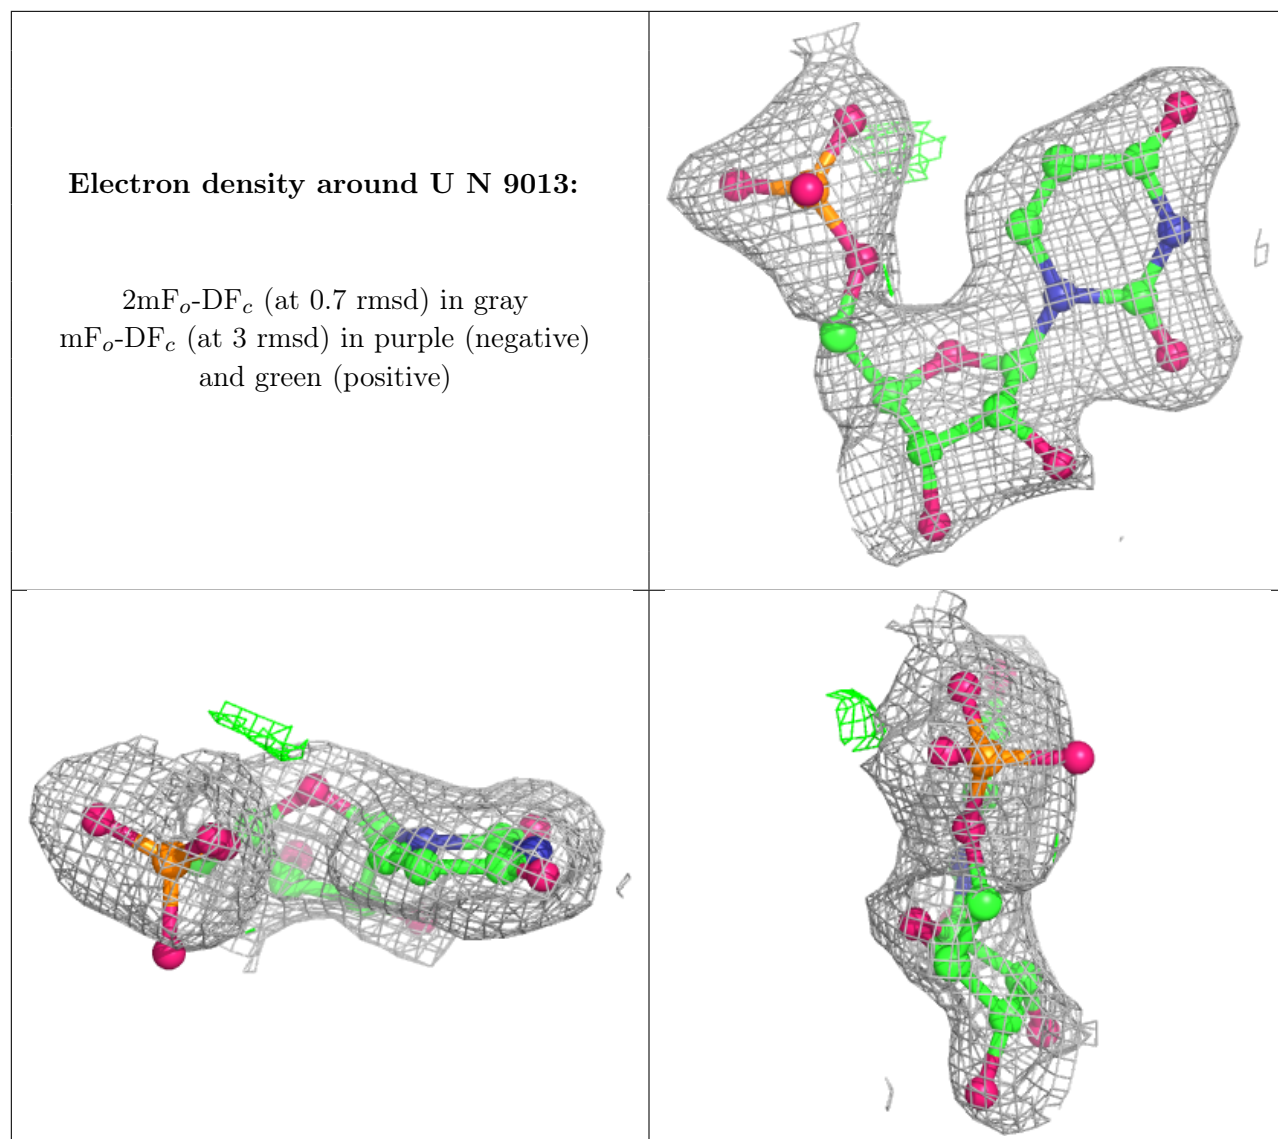 Electron density around U N 9013:
2mFo-DFc (at 0.7 rmsd) in gray
mFo-DFc (at 3 rmsd) in purple (negative)
and green (positive)